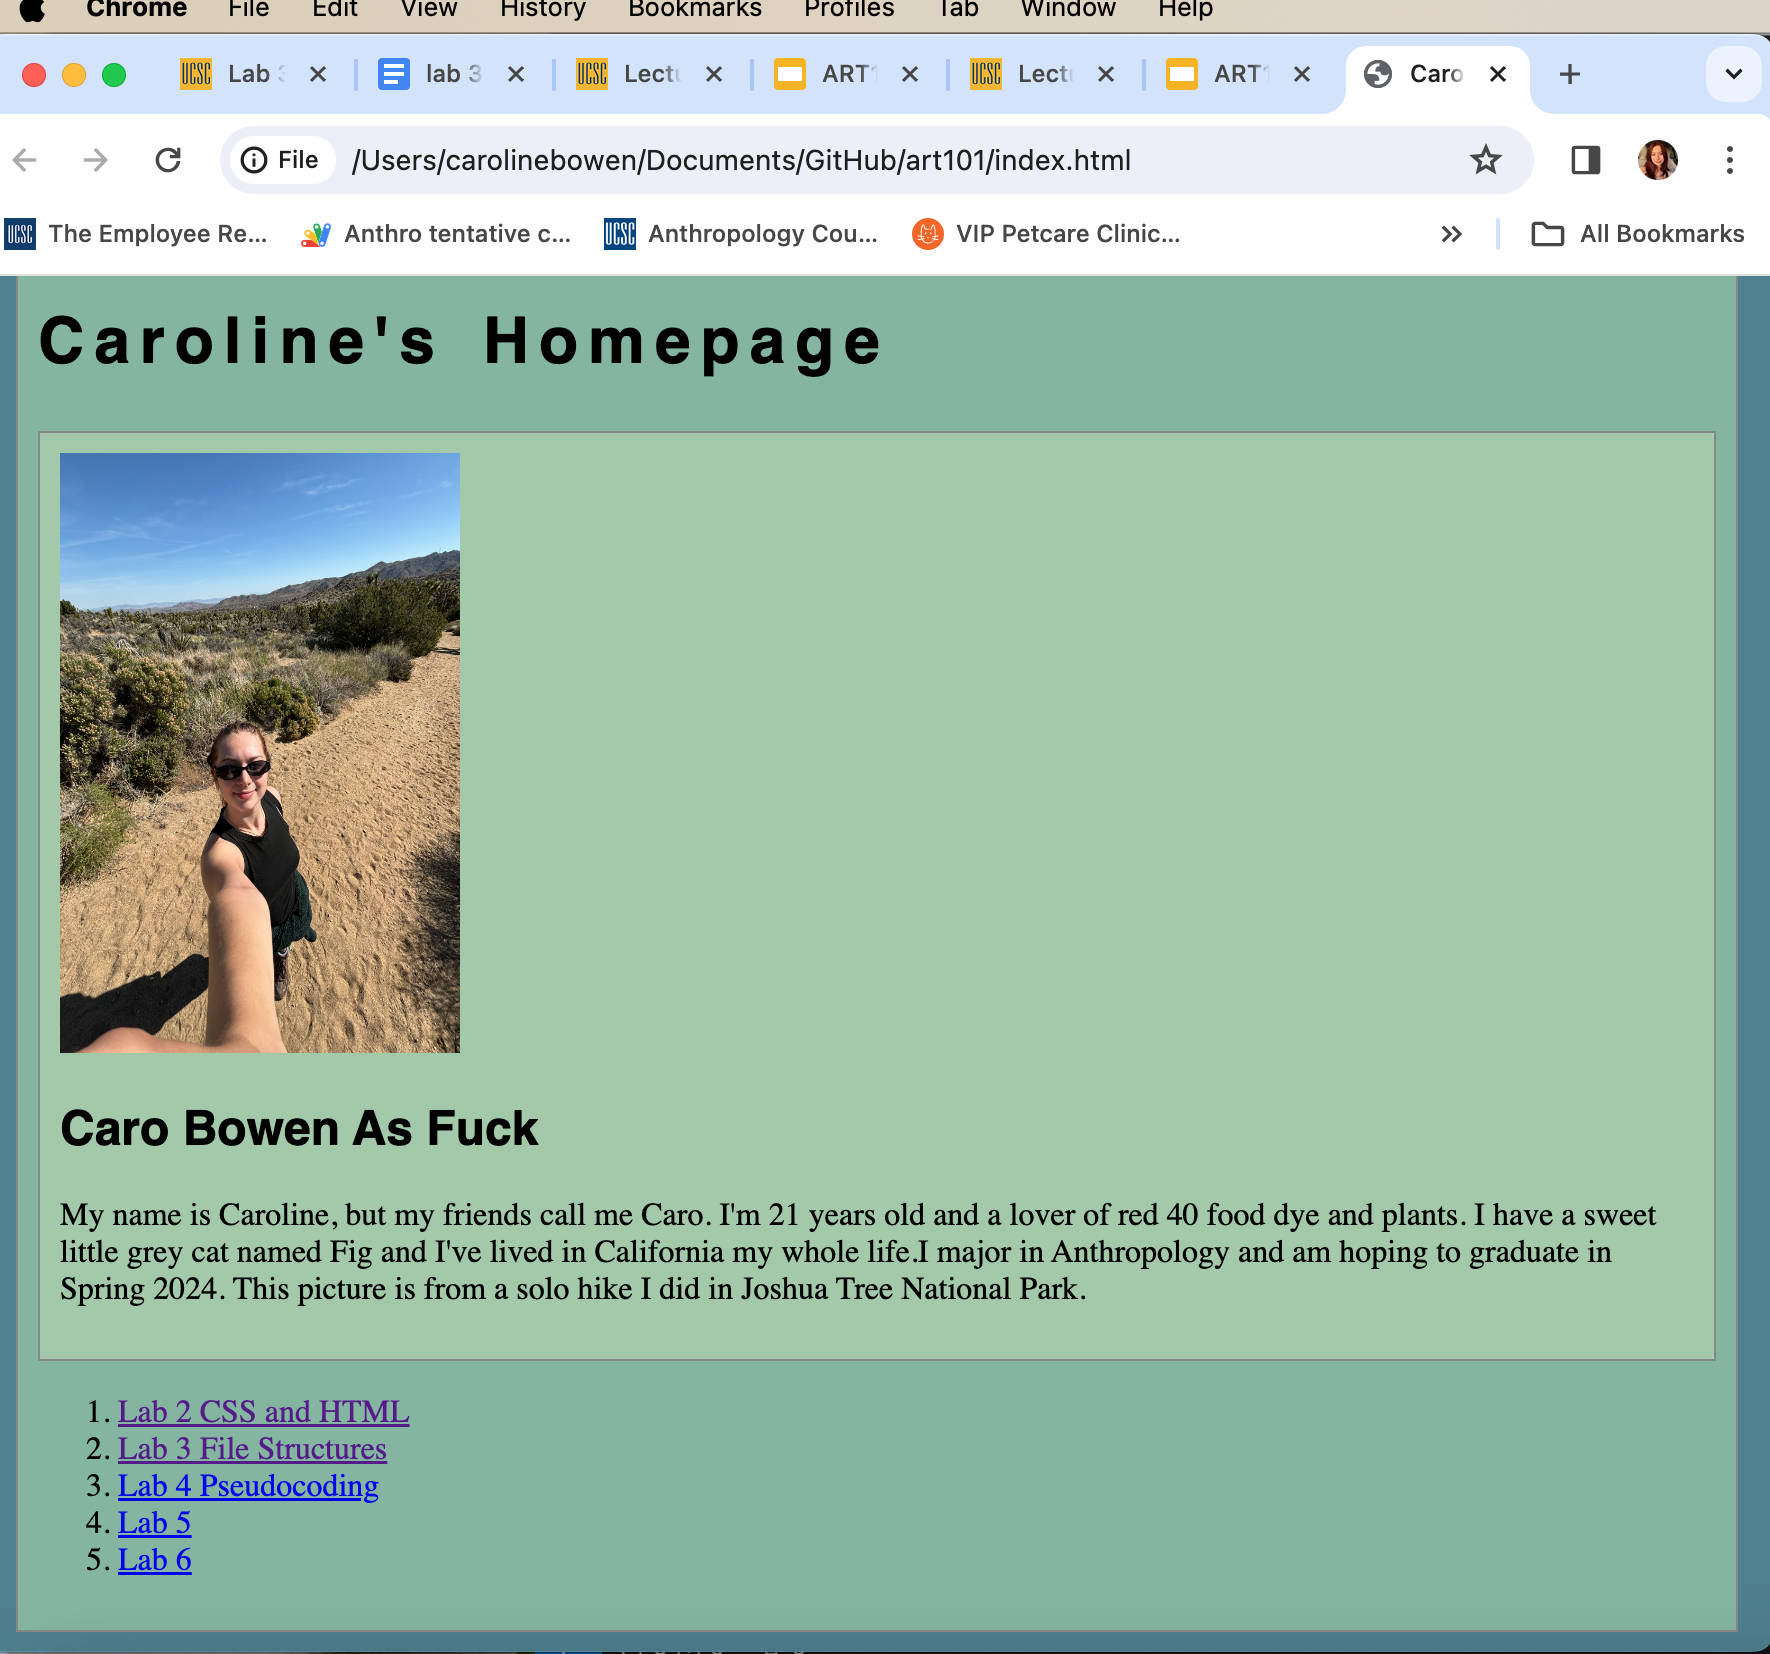 Chrome File Edit View History Bookmarks Profiles Tab Window Help
UCSC Lab 3 lab 3 UCSC Lect ART1 UCSC Lect ART1 Caro
File /Users/carolinebowen/Documents/GitHub/art101/index.html
UCSC The Employee Re... Anthro tentative c... UCSC Anthropology Cou... VIP Petcare Clinic... All Bookmarks
Caroline's Homepage
Caro Bowen As Fuck
My name is Caroline, but my friends call me Caro. I'm 21 years old and a lover of red 40 food dye and plants. I have a sweet
little grey cat named Fig and I've lived in California my whole life.I major in Anthropology and am hoping to graduate in
Spring 2024. This picture is from a solo hike I did in Joshua Tree National Park.
1. Lab 2 CSS and HTML
2. Lab 3 File Structures
3. Lab 4 Pseudocoding
4. Lab 5
5. Lab 6